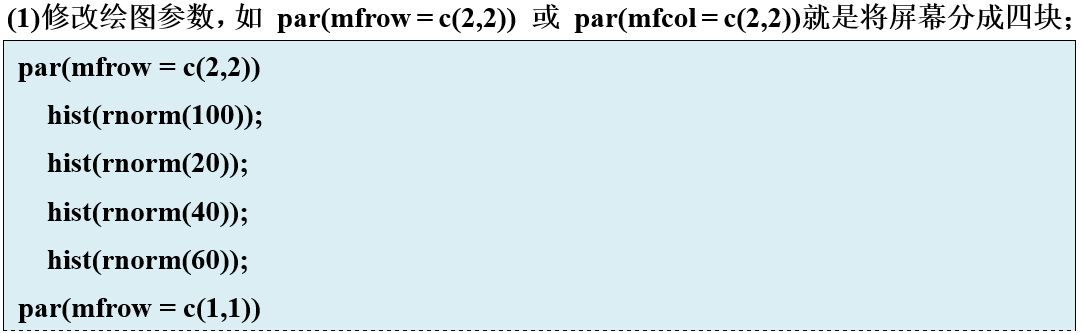 (1)修改绘图参数，如 par(mfrow = c(2,2)) 或 par(mfcol = c(2,2))就是将屏幕分成四块；
par(mfrow = c(2,2))
hist(rnorm(100));
hist(rnorm(20));
hist(rnorm(40));
hist(rnorm(60));
par(mfrow = c(1,1))